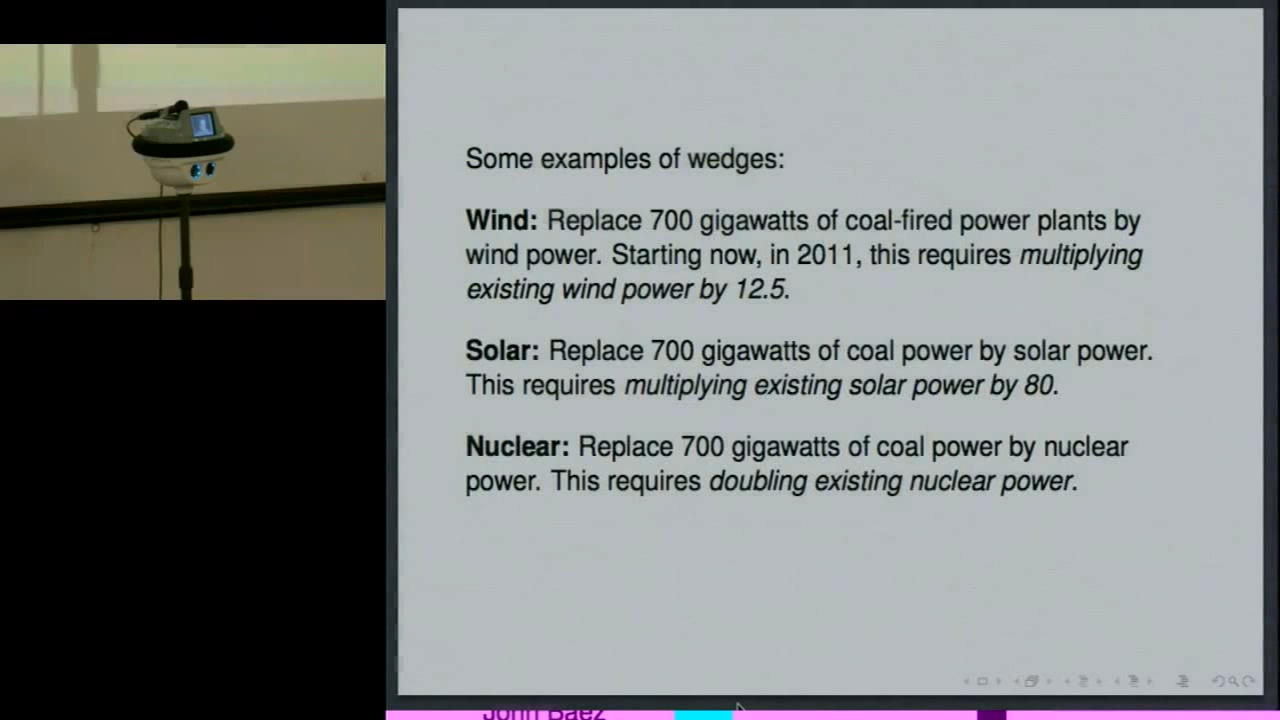 Some examples of wedges:
Wind: Replace 700 gigawatts of coal-fired power plants by
wind power. Starting now, in 2011, this requires multiplying
existing wind power by 12.5.
Solar: Replace 700 gigawatts of coal power by solar power.
This requires multiplying existing solar power by 80.
Nuclear: Replace 700 gigawatts of coal power by nuclear
power. This requires doubling existing nuclear power.
John Baez